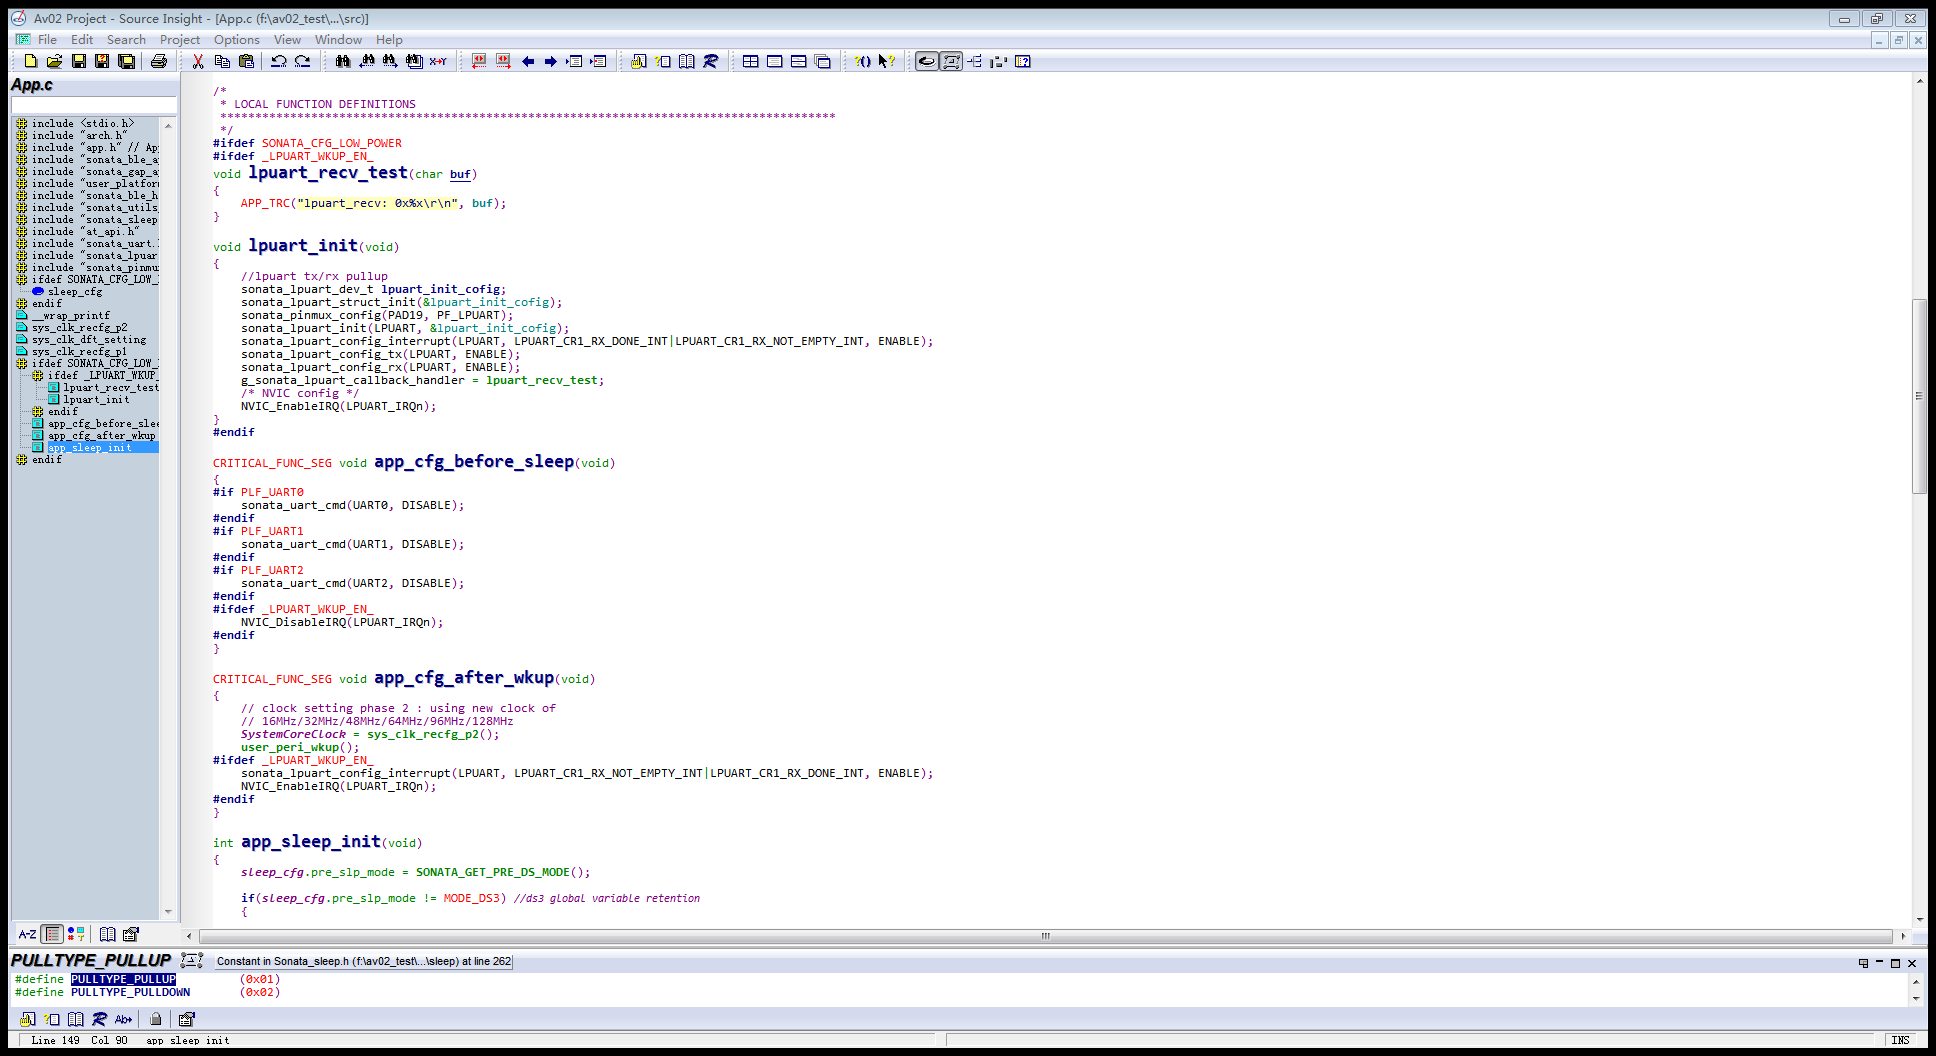 Av02 Project - Source Insight - [App.c (f:\av02_test\...\src)]
File Edit Search Project Options View Window Help
App.c
include <stdio.h>
include "arch.h"
include "app.h" // Ap
include "sonata_ble_a
include "sonata_gap_a
include "user_platfor
include "sonata_ble_h
include "sonata_utils
include "sonata_sleep
include "at_api.h"
include "sonata_uart.
include "sonata_lpuar
include "sonata_pinmu
ifdef SONATA_CFG_LOW_
sleep_cfg
endif
__wrap_printf
sys_clk_recfg_p2
sys_clk_dft_setting
sys_clk_recfg_p1
ifdef SONATA_CFG_LOW_
ifdef _LPUART_WKUP_
lpuart_recv_test
lpuart_init
endif
app_cfg_before_slee
app_cfg_after_wkup
app_sleep_init
endif
A-Z
/*
* LOCAL FUNCTION DEFINITIONS
****************************************************************************************
*/
#ifdef SONATA_CFG_LOW_POWER
#ifdef _LPUART_WKUP_EN_
void lpuart_recv_test(char buf)
{
APP_TRC("lpuart_recv: 0x%x\r\n", buf);
}
void lpuart_init(void)
{
//lpuart tx/rx pullup
sonata_lpuart_dev_t lpuart_init_cofig;
sonata_lpuart_struct_init(&lpuart_init_cofig);
sonata_pinmux_config(PAD19, PF_LPUART);
sonata_lpuart_init(LPUART, &lpuart_init_cofig);
sonata_lpuart_config_interrupt(LPUART, LPUART_CR1_RX_DONE_INT|LPUART_CR1_RX_NOT_EMPTY_INT, ENABLE);
sonata_lpuart_config_tx(LPUART, ENABLE);
sonata_lpuart_config_rx(LPUART, ENABLE);
g_sonata_lpuart_callback_handler = lpuart_recv_test;
/* NVIC config */
NVIC_EnableIRQ(LPUART_IRQn);
}
#endif
CRITICAL_FUNC_SEG void app_cfg_before_sleep(void)
{
#if PLF_UART0
sonata_uart_cmd(UART0, DISABLE);
#endif
#if PLF_UART1
sonata_uart_cmd(UART1, DISABLE);
#endif
#if PLF_UART2
sonata_uart_cmd(UART2, DISABLE);
#endif
#ifdef _LPUART_WKUP_EN_
NVIC_DisableIRQ(LPUART_IRQn);
#endif
}
CRITICAL_FUNC_SEG void app_cfg_after_wkup(void)
{
// clock setting phase 2 : using new clock of
// 16MHz/32MHz/48MHz/64MHz/96MHz/128MHz
SystemCoreClock = sys_clk_recfg_p2();
user_peri_wkup();
#ifdef _LPUART_WKUP_EN_
sonata_lpuart_config_interrupt(LPUART, LPUART_CR1_RX_NOT_EMPTY_INT|LPUART_CR1_RX_DONE_INT, ENABLE);
NVIC_EnableIRQ(LPUART_IRQn);
#endif
}
int app_sleep_init(void)
{
sleep_cfg.pre_slp_mode = SONATA_GET_PRE_DS_MODE();
if(sleep_cfg.pre_slp_mode != MODE_DS3) //ds3 global variable retention
{
PULLTYPE_PULLUP Constant in Sonata_sleep.h (f:\av02_test\...\sleep) at line 262
#define PULLTYPE_PULLUP (0x01)
#define PULLTYPE_PULLDOWN (0x02)
Ab
Line 149 Col 90 app_sleep_init INS